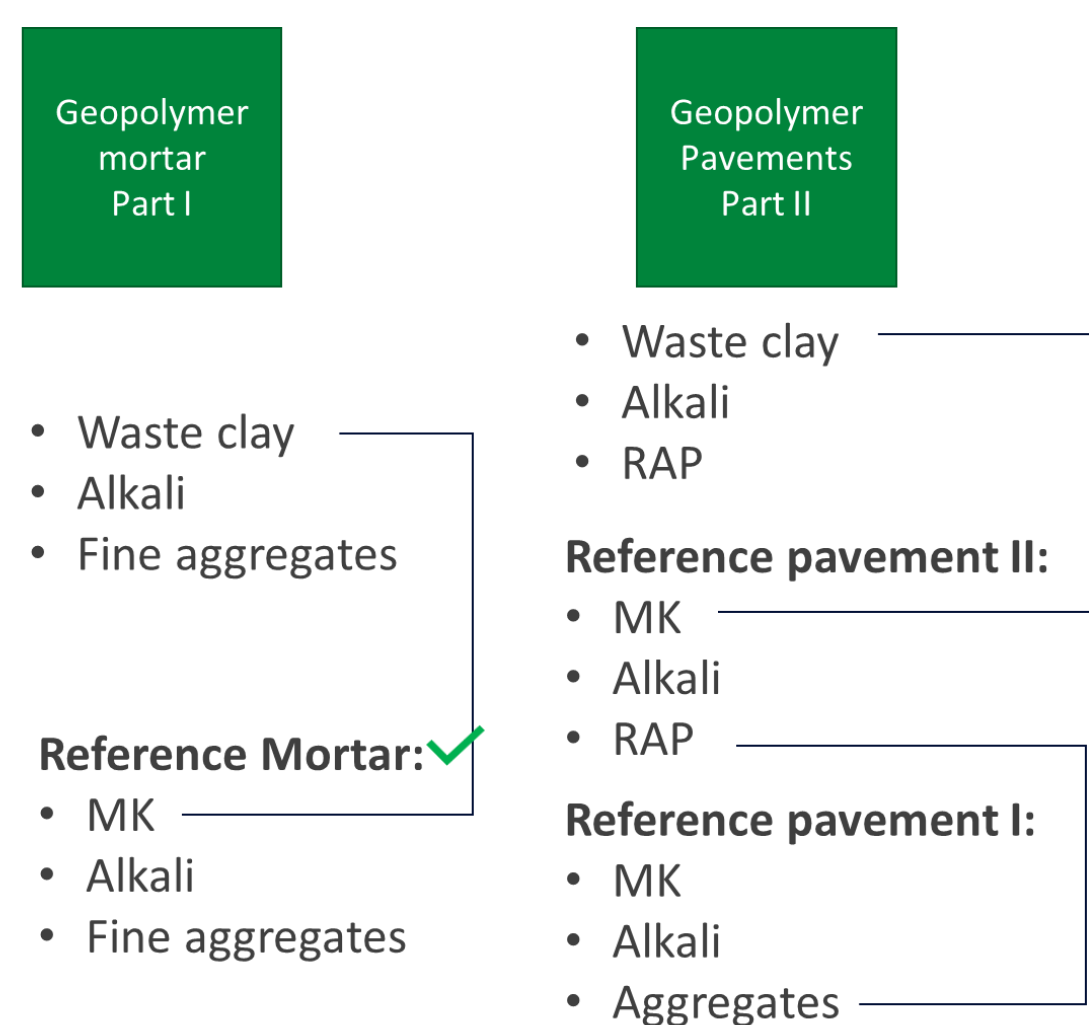 Geopolymer
mortar
Part I
• Waste clay
• Alkali
• Fine aggregates
Reference Mortar:
• MK
• Alkali
• Fine aggregates
Geopolymer
Pavements
Part II
• Waste clay
• Alkali
• RAP
Reference pavement II:
• MK
• Alkali
• RAP
Reference pavement I:
• MK
• Alkali
• Aggregates